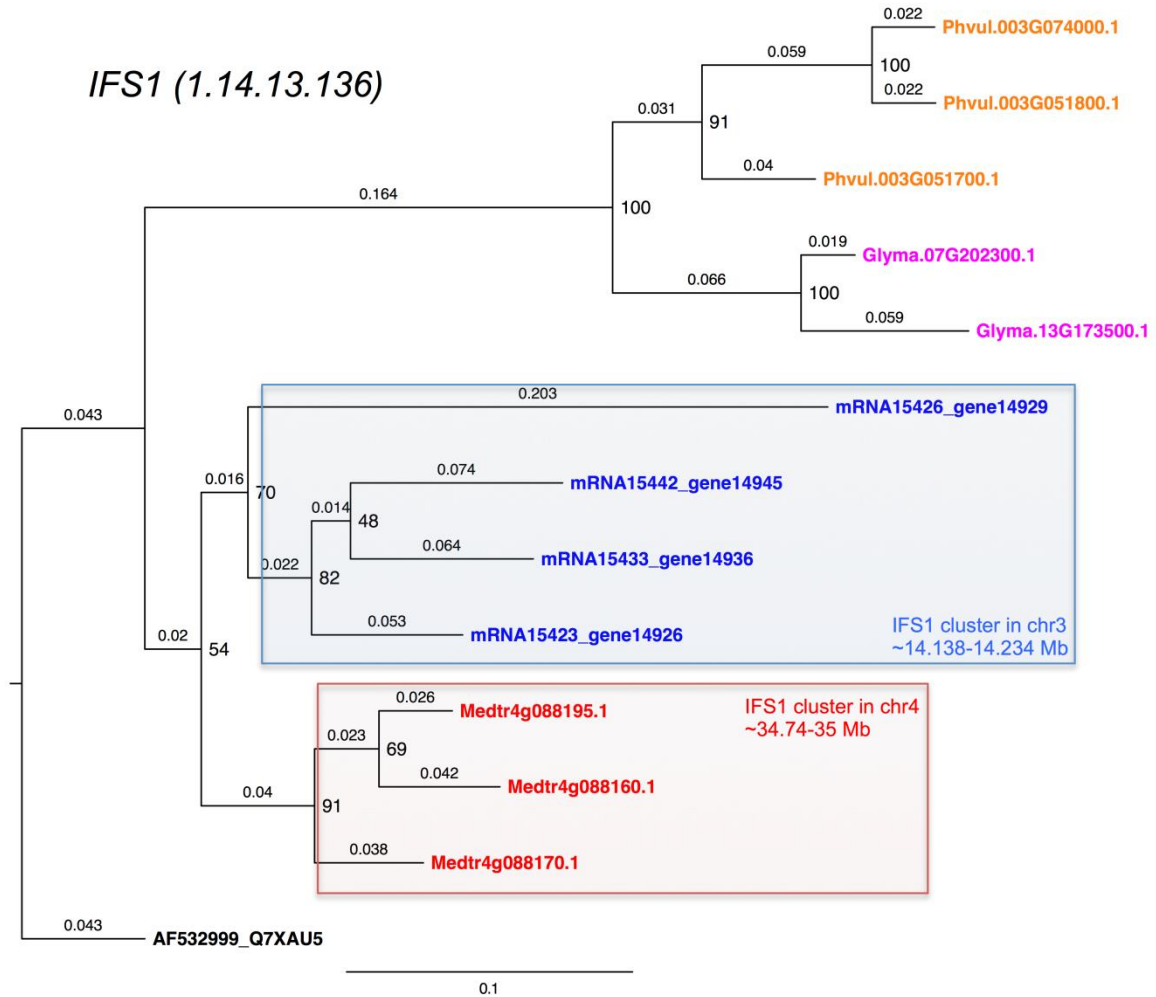 IFS1 (1.14.13.136)
0.022
Phvul.003G074000.1
0.059
100
0.022
Phvul.003G051800.1
0.031
91
0.04
Phvul.003G051700.1
0.164
100
0.019
Glyma.07G202300.1
0.066
100
0.059
Glyma.13G173500.1
0.043
0.203
mRNA15426_gene14929
0.016
70
0.074
mRNA15442_gene14945
0.014
48
0.064
mRNA15433_gene14936
0.022
82
0.053
mRNA15423_gene14926
IFS1 cluster in chr3
~14.138-14.234 Mb
0.02
54
0.026
Medtr4g088195.1
IFS1 cluster in chr4
~34.74-35 Mb
0.023
69
0.042
Medtr4g088160.1
0.04
91
0.038
Medtr4g088170.1
0.043
AF532999_Q7XAU5
0.1